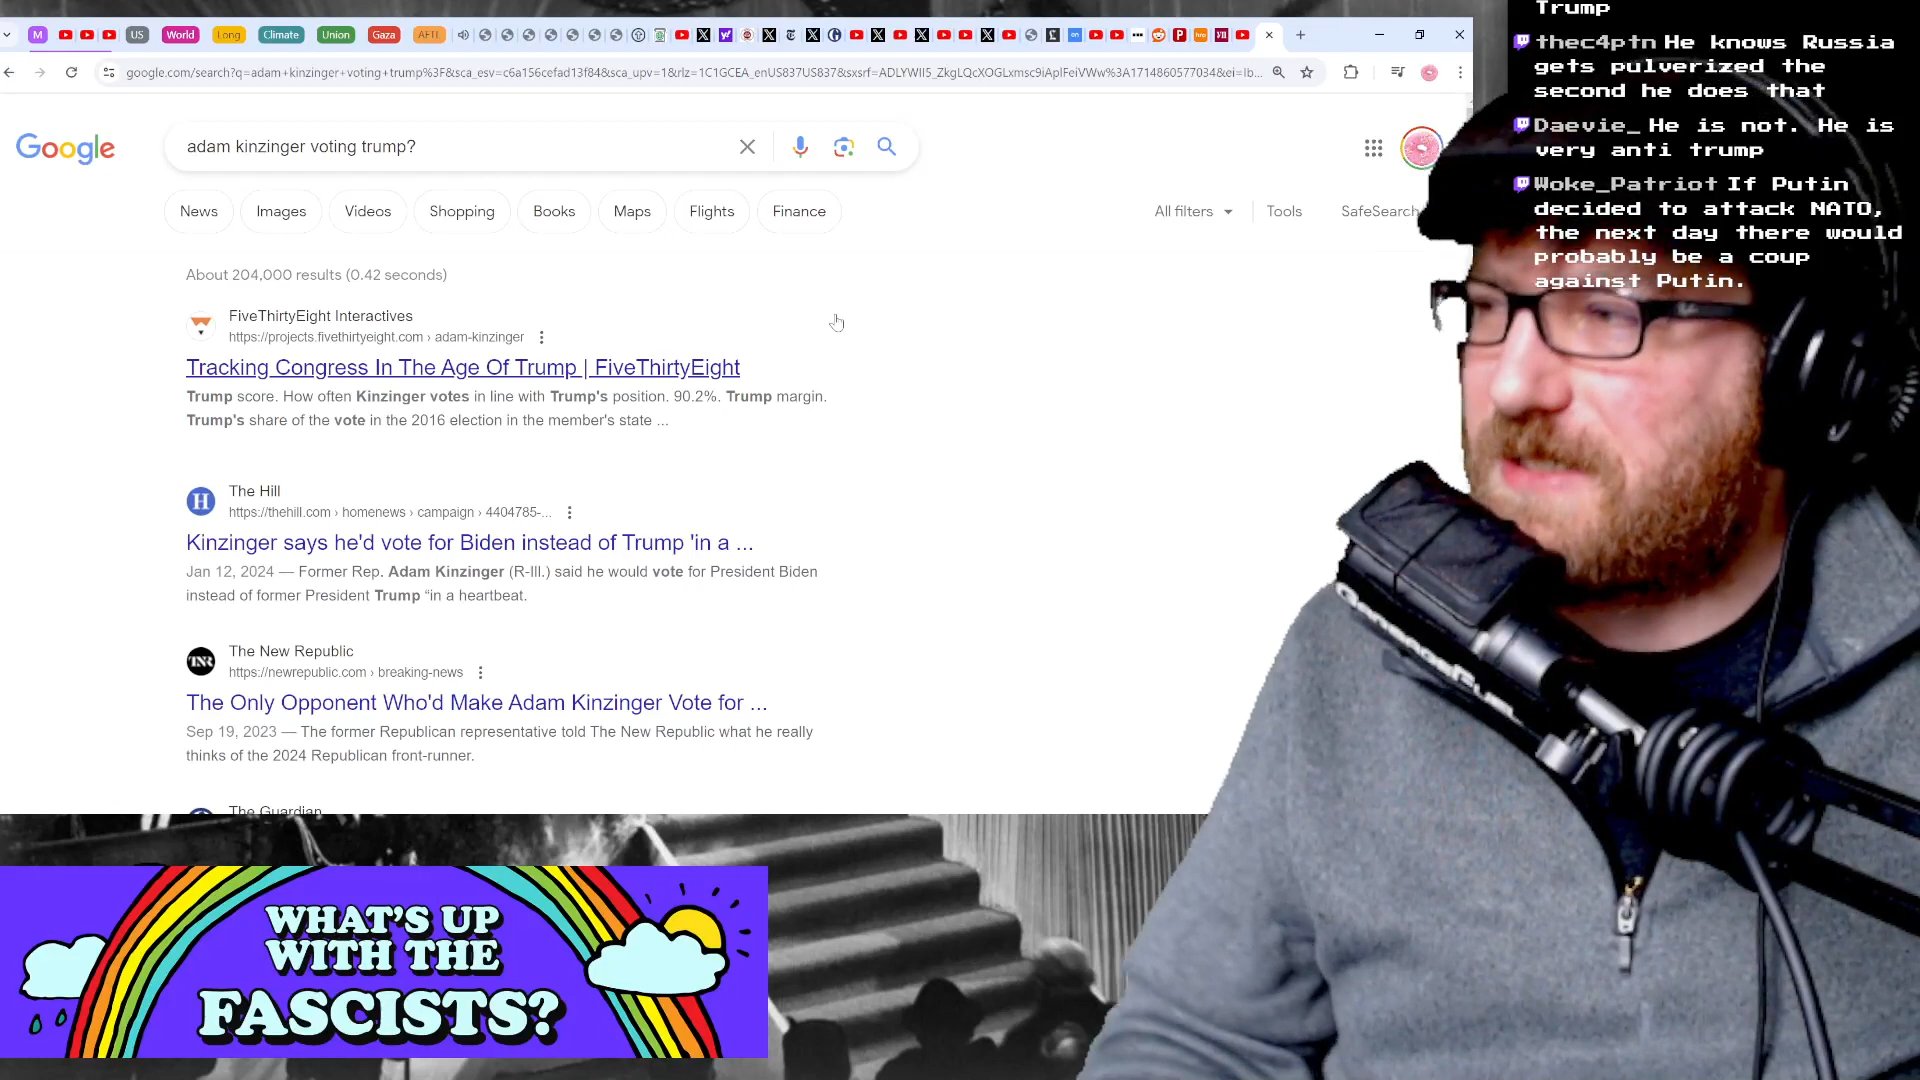 M
US
World
Long
Climate
Union
Gaza
AFTI
google.com/search?q=adam+kinzinger+voting+trump%3F&sca_esv=c6a156cefad13f84&sca_upv=1&rlz=1C1GCEA_enUS837US837&sxsrf=ADLYWII5_ZkgLQcXOGLxmsc9iAplFeiVWw%3A1714860577034&ei=Ib...
Google
adam kinzinger voting trump?
News
Images
Videos
Shopping
Books
Maps
Flights
Finance
All filters
Tools
SafeSearch
About 204,000 results (0.42 seconds)
FiveThirtyEight Interactives
https://projects.fivethirtyeight.com › adam-kinzinger
Tracking Congress In The Age Of Trump | FiveThirtyEight
Trump score. How often Kinzinger votes in line with Trump's position. 90.2%. Trump margin.
Trump's share of the vote in the 2016 election in the member's state ...
H
The Hill
https://thehill.com › homenews › campaign › 4404785-...
Kinzinger says he'd vote for Biden instead of Trump 'in a ...
Jan 12, 2024 — Former Rep. Adam Kinzinger (R-Ill.) said he would vote for President Biden
instead of former President Trump “in a heartbeat.
TNR
The New Republic
https://newrepublic.com › breaking-news
The Only Opponent Who'd Make Adam Kinzinger Vote for ...
Sep 19, 2023 — The former Republican representative told The New Republic what he really
thinks of the 2024 Republican front-runner.
The Guardian
Trump
thec4ptn He knows Russia
gets pulverized the
second he does that
Daevie_ He is not. He is
very anti trump
Woke_Patriot If Putin
decided to attack NATO,
the next day there would
probably be a coup
against Putin.
WHAT'S UP
WITH THE
FASCISTS?